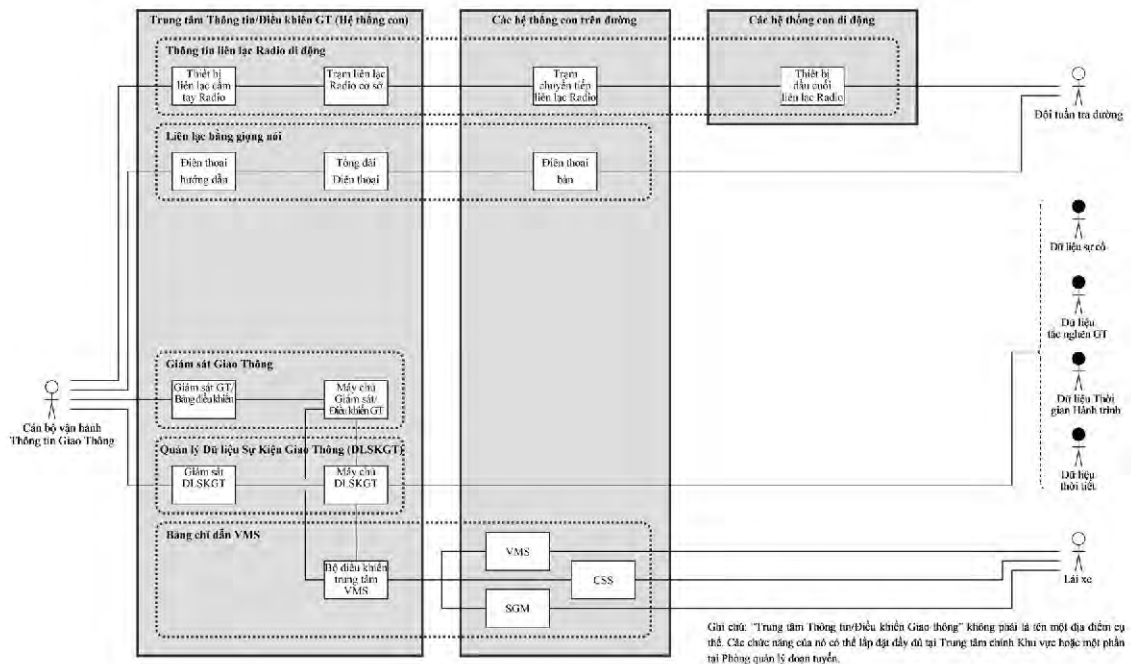 Trung tâm Thông tin/Điều khiển GT (Hệ thống con)
Các hệ thống con trên đường
Các hệ thống con di động
Thông tin liên lạc Radio di động
Thiết bị
liên lạc cầm
tay Radio
Trạm liên lạc
Radio cơ sở
Trạm
chuyển tiếp
liên lạc Radio
Thiết bị
đầu cuối
liên lạc Radio
Đội tuần tra đường
Liên lạc bằng giọng nói
Điện thoại
hướng dẫn
Tổng đài
Điện thoại
Điện thoại
bàn
Dữ liệu sự cố
Dữ liệu
tắc nghẽn GT
Dữ liệu Thời
gian Hành trình
Dữ liệu
thời tiết
Giám sát Giao Thông
Giám sát GT/
Bảng điều khiển
Máy chủ
Giám sát/
Điều khiển GT
Cán bộ vận hành
Thông tin Giao Thông
Quản lý Dữ liệu Sự Kiện Giao Thông (DLSKGT)
Giám sát
DLSKGT
Máy chủ
DLSKGT
Bảng chỉ dẫn VMS
Bộ điều khiển
trung tâm
VMS
VMS
CSS
SGM
Lái xe
Ghi chú: "Trung tâm Thông tin/Điều khiển Giao thông" không phải là tên một địa điểm cụ
thể. Các chức năng của nó có thể lắp đặt đầy đủ tại Trung tâm chính Khu vực hoặc một phần
tại Phòng quản lý đoạn tuyến.